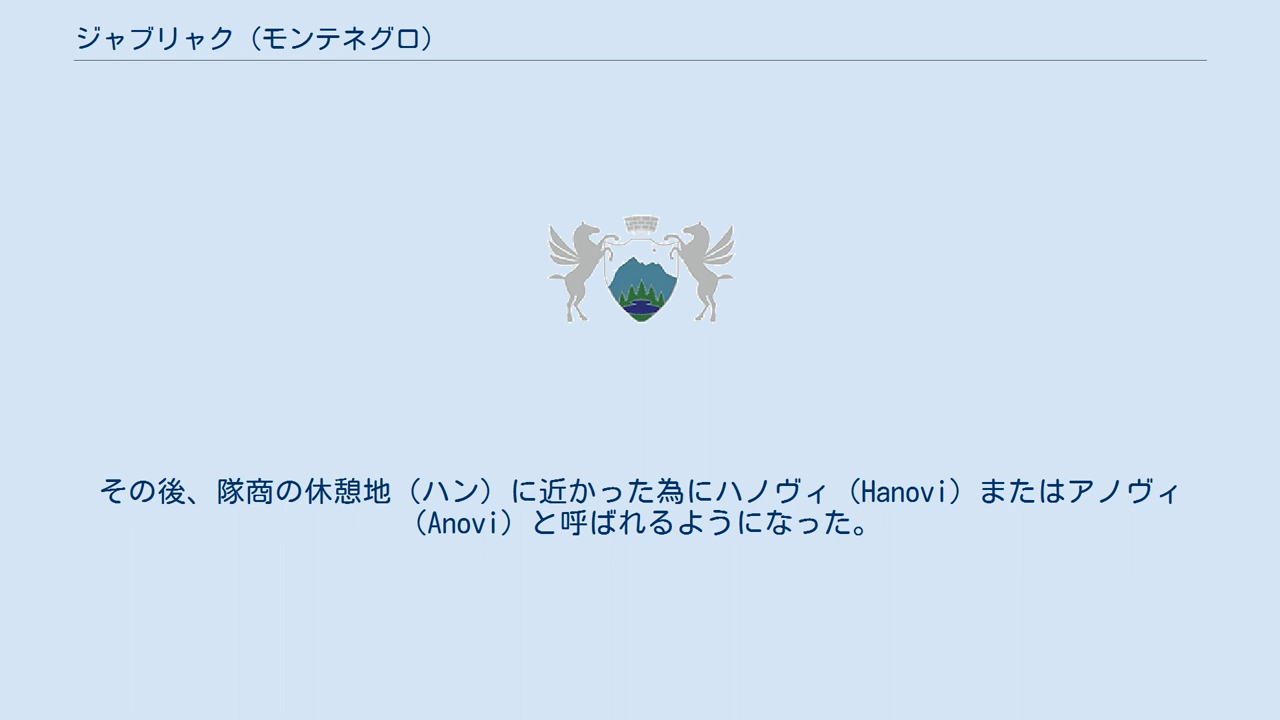 ジャブリャク（モンテネグロ）
その後、隊商の休憩地（ハン）に近かった為にハノヴィ（Hanovi）またはアノヴィ
（Anovi）と呼ばれるようになった。